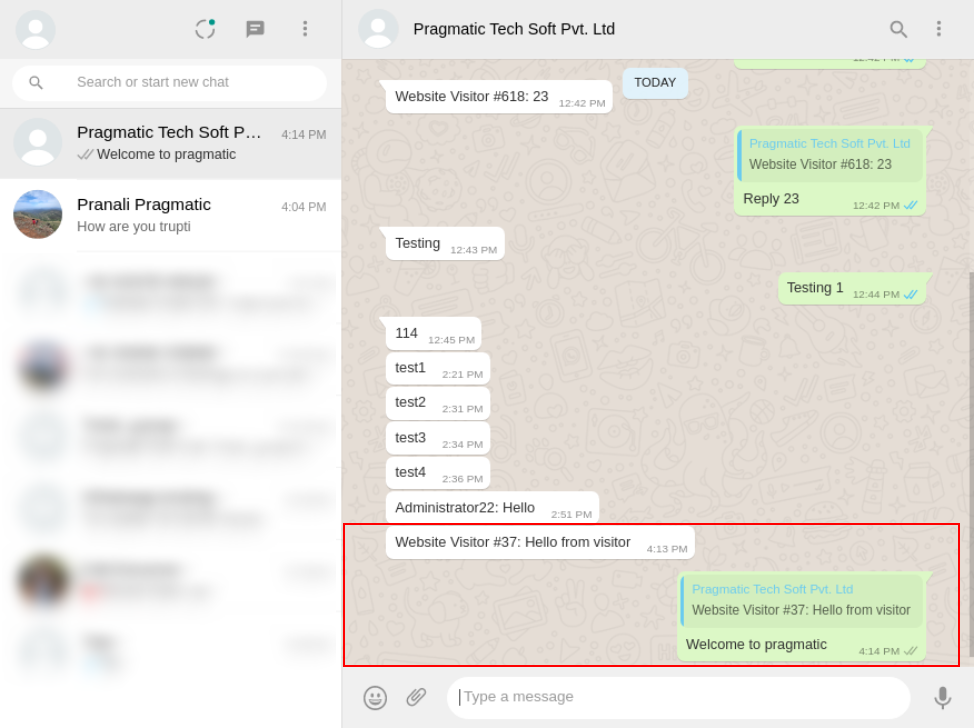 Search or start new chat
Pragmatic Tech Soft P... 4:14 PM
Welcome to pragmatic
Pranali Pragmatic 4:04 PM
How are you trupti
Pragmatic Tech Soft Pvt. Ltd
12:42 PM
TODAY
Website Visitor #618: 23 12:42 PM
Pragmatic Tech Soft Pvt. Ltd
Website Visitor #618: 23
Reply 23 12:42 PM
Testing 12:43 PM
Testing 1 12:44 PM
114 12:45 PM
test1 2:21 PM
test2 2:31 PM
test3 2:34 PM
test4 2:36 PM
Administrator22: Hello 2:51 PM
Website Visitor #37: Hello from visitor 4:13 PM
Pragmatic Tech Soft Pvt. Ltd
Website Visitor #37: Hello from visitor
Welcome to pragmatic 4:14 PM
Type a message